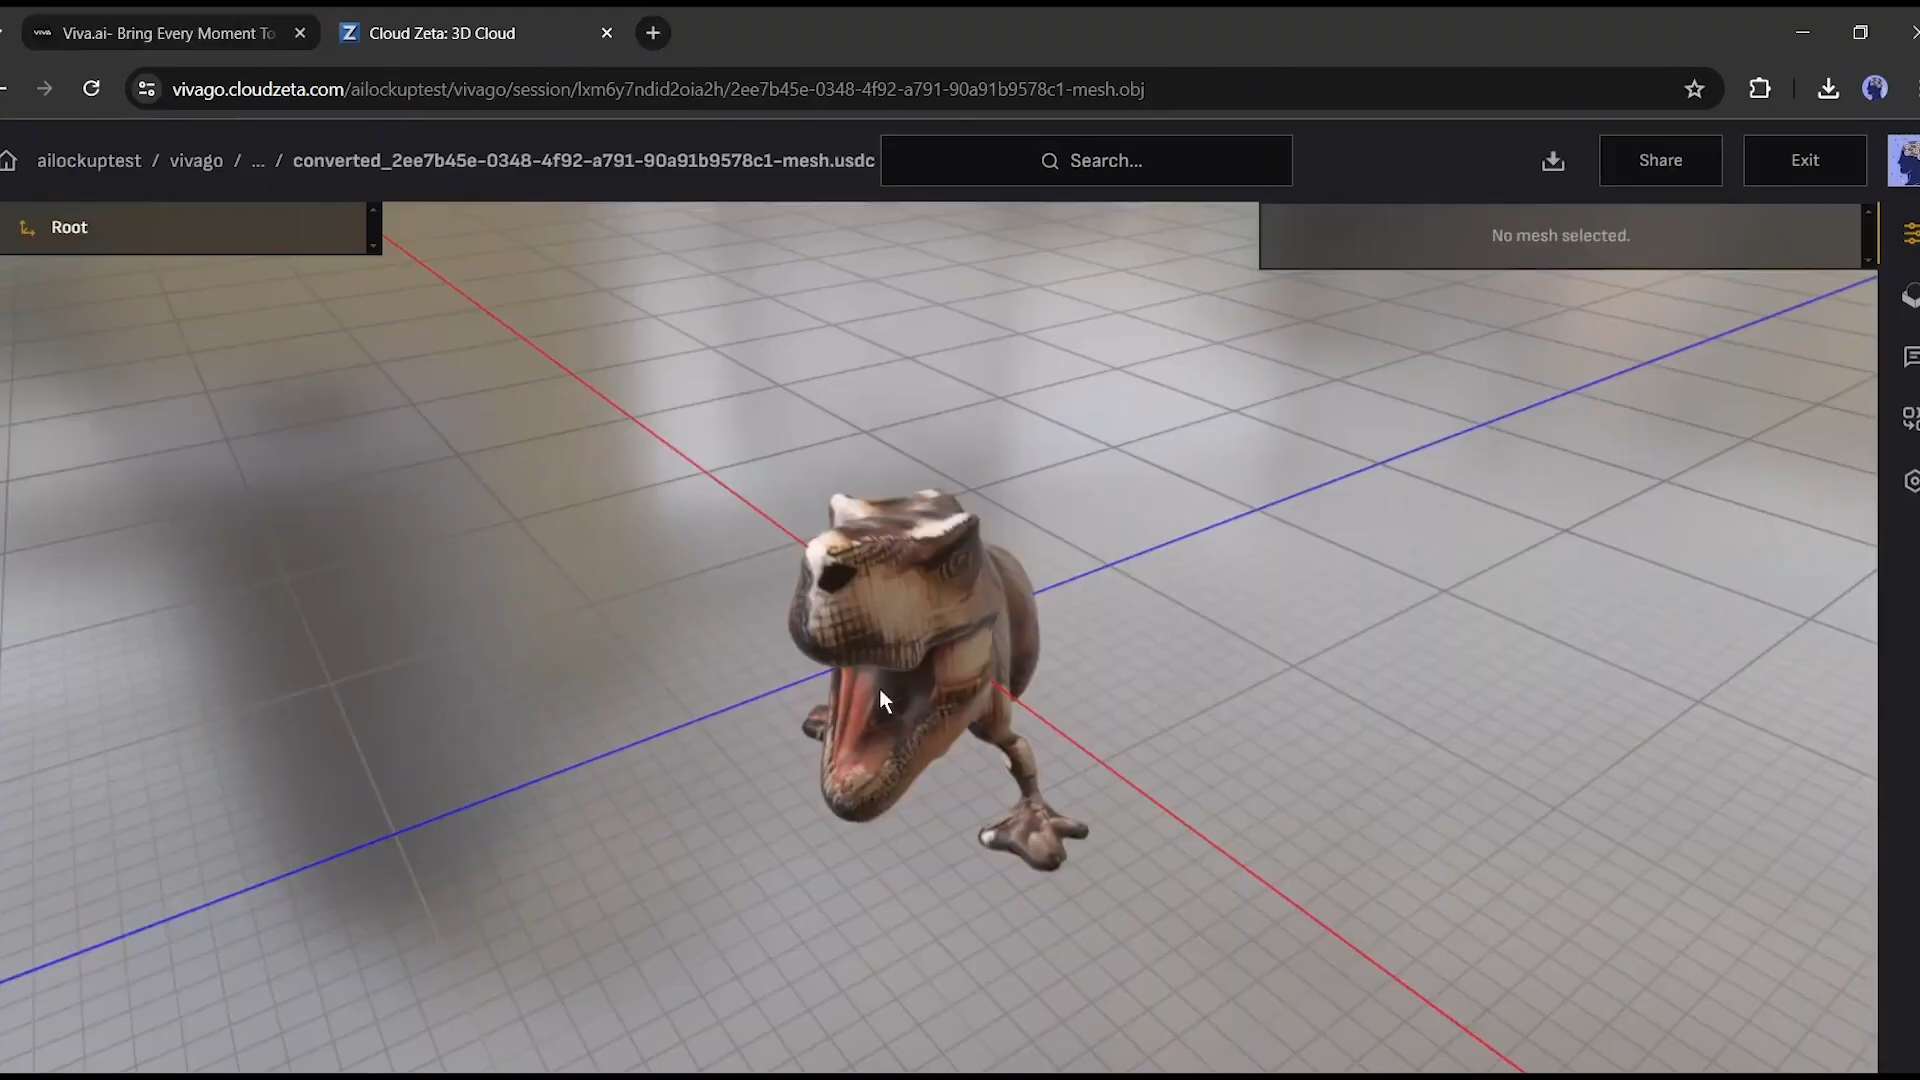 VIVA Viva.ai- Bring Every Moment To
Z Cloud Zeta: 3D Cloud
vivago.cloudzeta.com/ailockuptest/vivago/session/lxm6y7ndid2oia2h/2ee7b45e-0348-4f92-a791-90a91b9578c1-mesh.obj
ailockuptest / vivago / ... / converted_2ee7b45e-0348-4f92-a791-90a91b9578c1-mesh.usdc
Search...
Share
Exit
Root
No mesh selected.